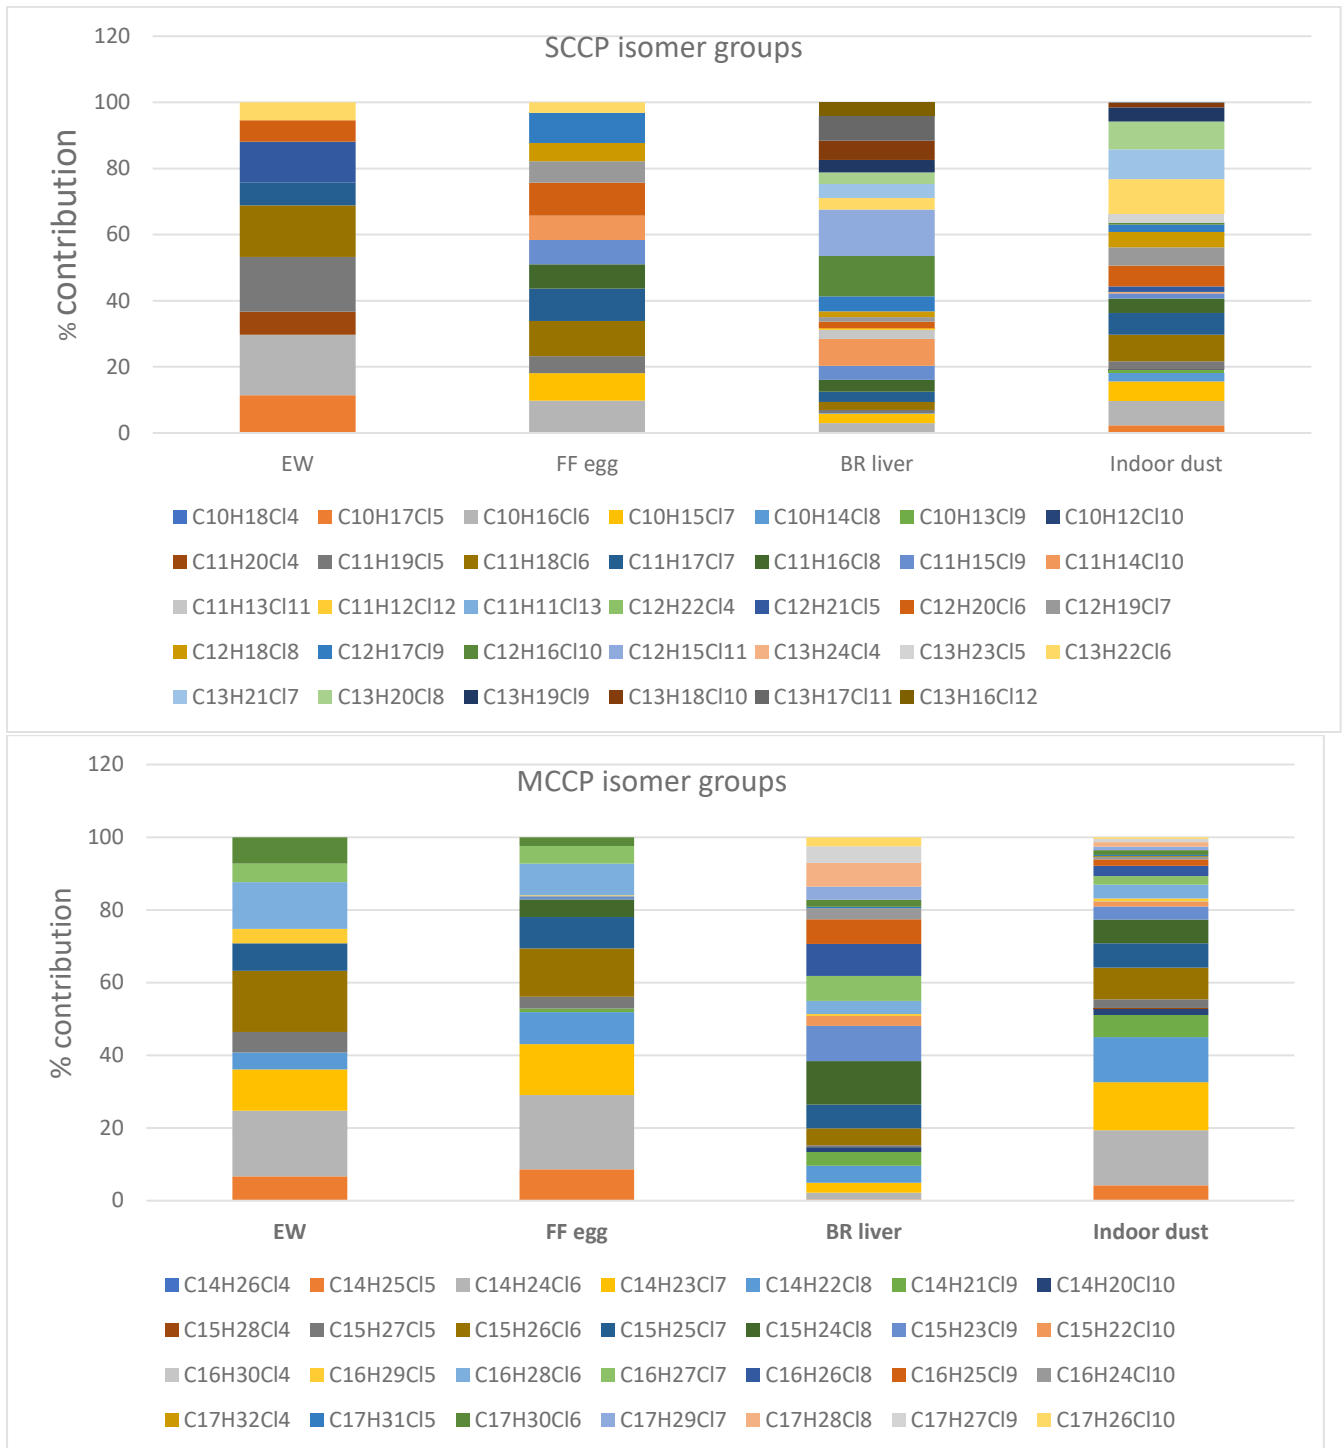 SCCP isomer groups
% contribution
120
100
80
60
40
20
0
EW FF egg BR liver Indoor dust
C10H18Cl4 C10H17Cl5 C10H16Cl6 C10H15Cl7 C10H14Cl8 C10H13Cl9 C10H12Cl10
C11H20Cl4 C11H19Cl5 C11H18Cl6 C11H17Cl7 C11H16Cl8 C11H15Cl9 C11H14Cl10
C11H13Cl11 C11H12Cl12 C11H11Cl13 C12H22Cl4 C12H21Cl5 C12H20Cl6 C12H19Cl7
C12H18Cl8 C12H17Cl9 C12H16Cl10 C12H15Cl11 C13H24Cl4 C13H23Cl5 C13H22Cl6
C13H21Cl7 C13H20Cl8 C13H19Cl9 C13H18Cl10 C13H17Cl11 C13H16Cl12
MCCP isomer groups
% contribution
120
100
80
60
40
20
0
EW FF egg BR liver Indoor dust
C14H26Cl4 C14H25Cl5 C14H24Cl6 C14H23Cl7 C14H22Cl8 C14H21Cl9 C14H20Cl10
C15H28Cl4 C15H27Cl5 C15H26Cl6 C15H25Cl7 C15H24Cl8 C15H23Cl9 C15H22Cl10
C16H30Cl4 C16H29Cl5 C16H28Cl6 C16H27Cl7 C16H26Cl8 C16H25Cl9 C16H24Cl10
C17H32Cl4 C17H31Cl5 C17H30Cl6 C17H29Cl7 C17H28Cl8 C17H27Cl9 C17H26Cl10